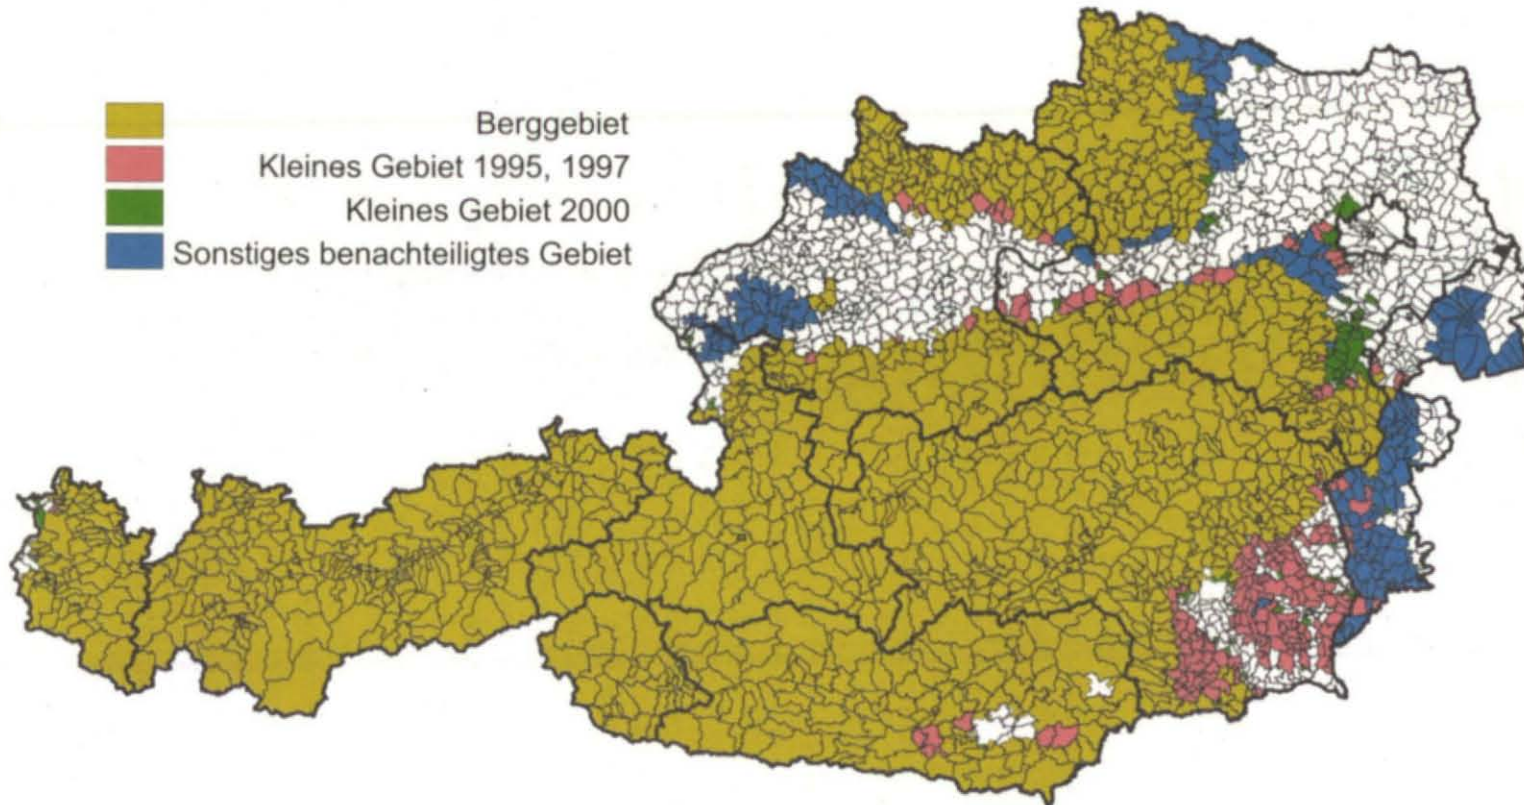 Berggebiet
Kleines Gebiet 1995, 1997
Kleines Gebiet 2000
Sonstiges benachteiligtes Gebiet